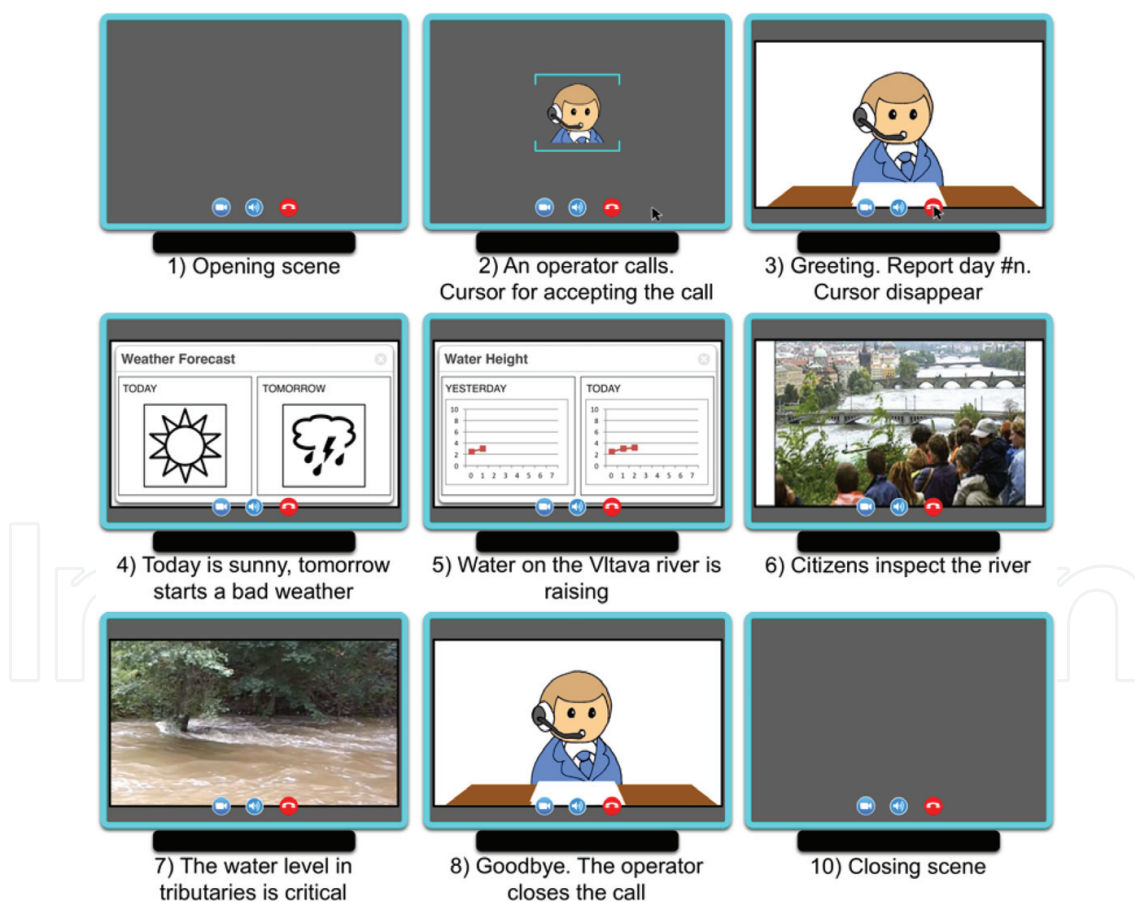 1) Opening scene
2) An operator calls.
Cursor for accepting the call
3) Greeting. Report day #n.
Cursor disappear
Weather Forecast
TODAY
TOMORROW
4) Today is sunny, tomorrow
starts a bad weather
Water Height
YESTERDAY
10
8
6
4
2
0
0 1 2 3 4 5 6 7
TODAY
10
8
6
4
2
0
0 1 2 3 4 5 6 7
5) Water on the Vltava river is
raising
6) Citizens inspect the river
7) The water level in
tributaries is critical
8) Goodbye. The operator
closes the call
10) Closing scene